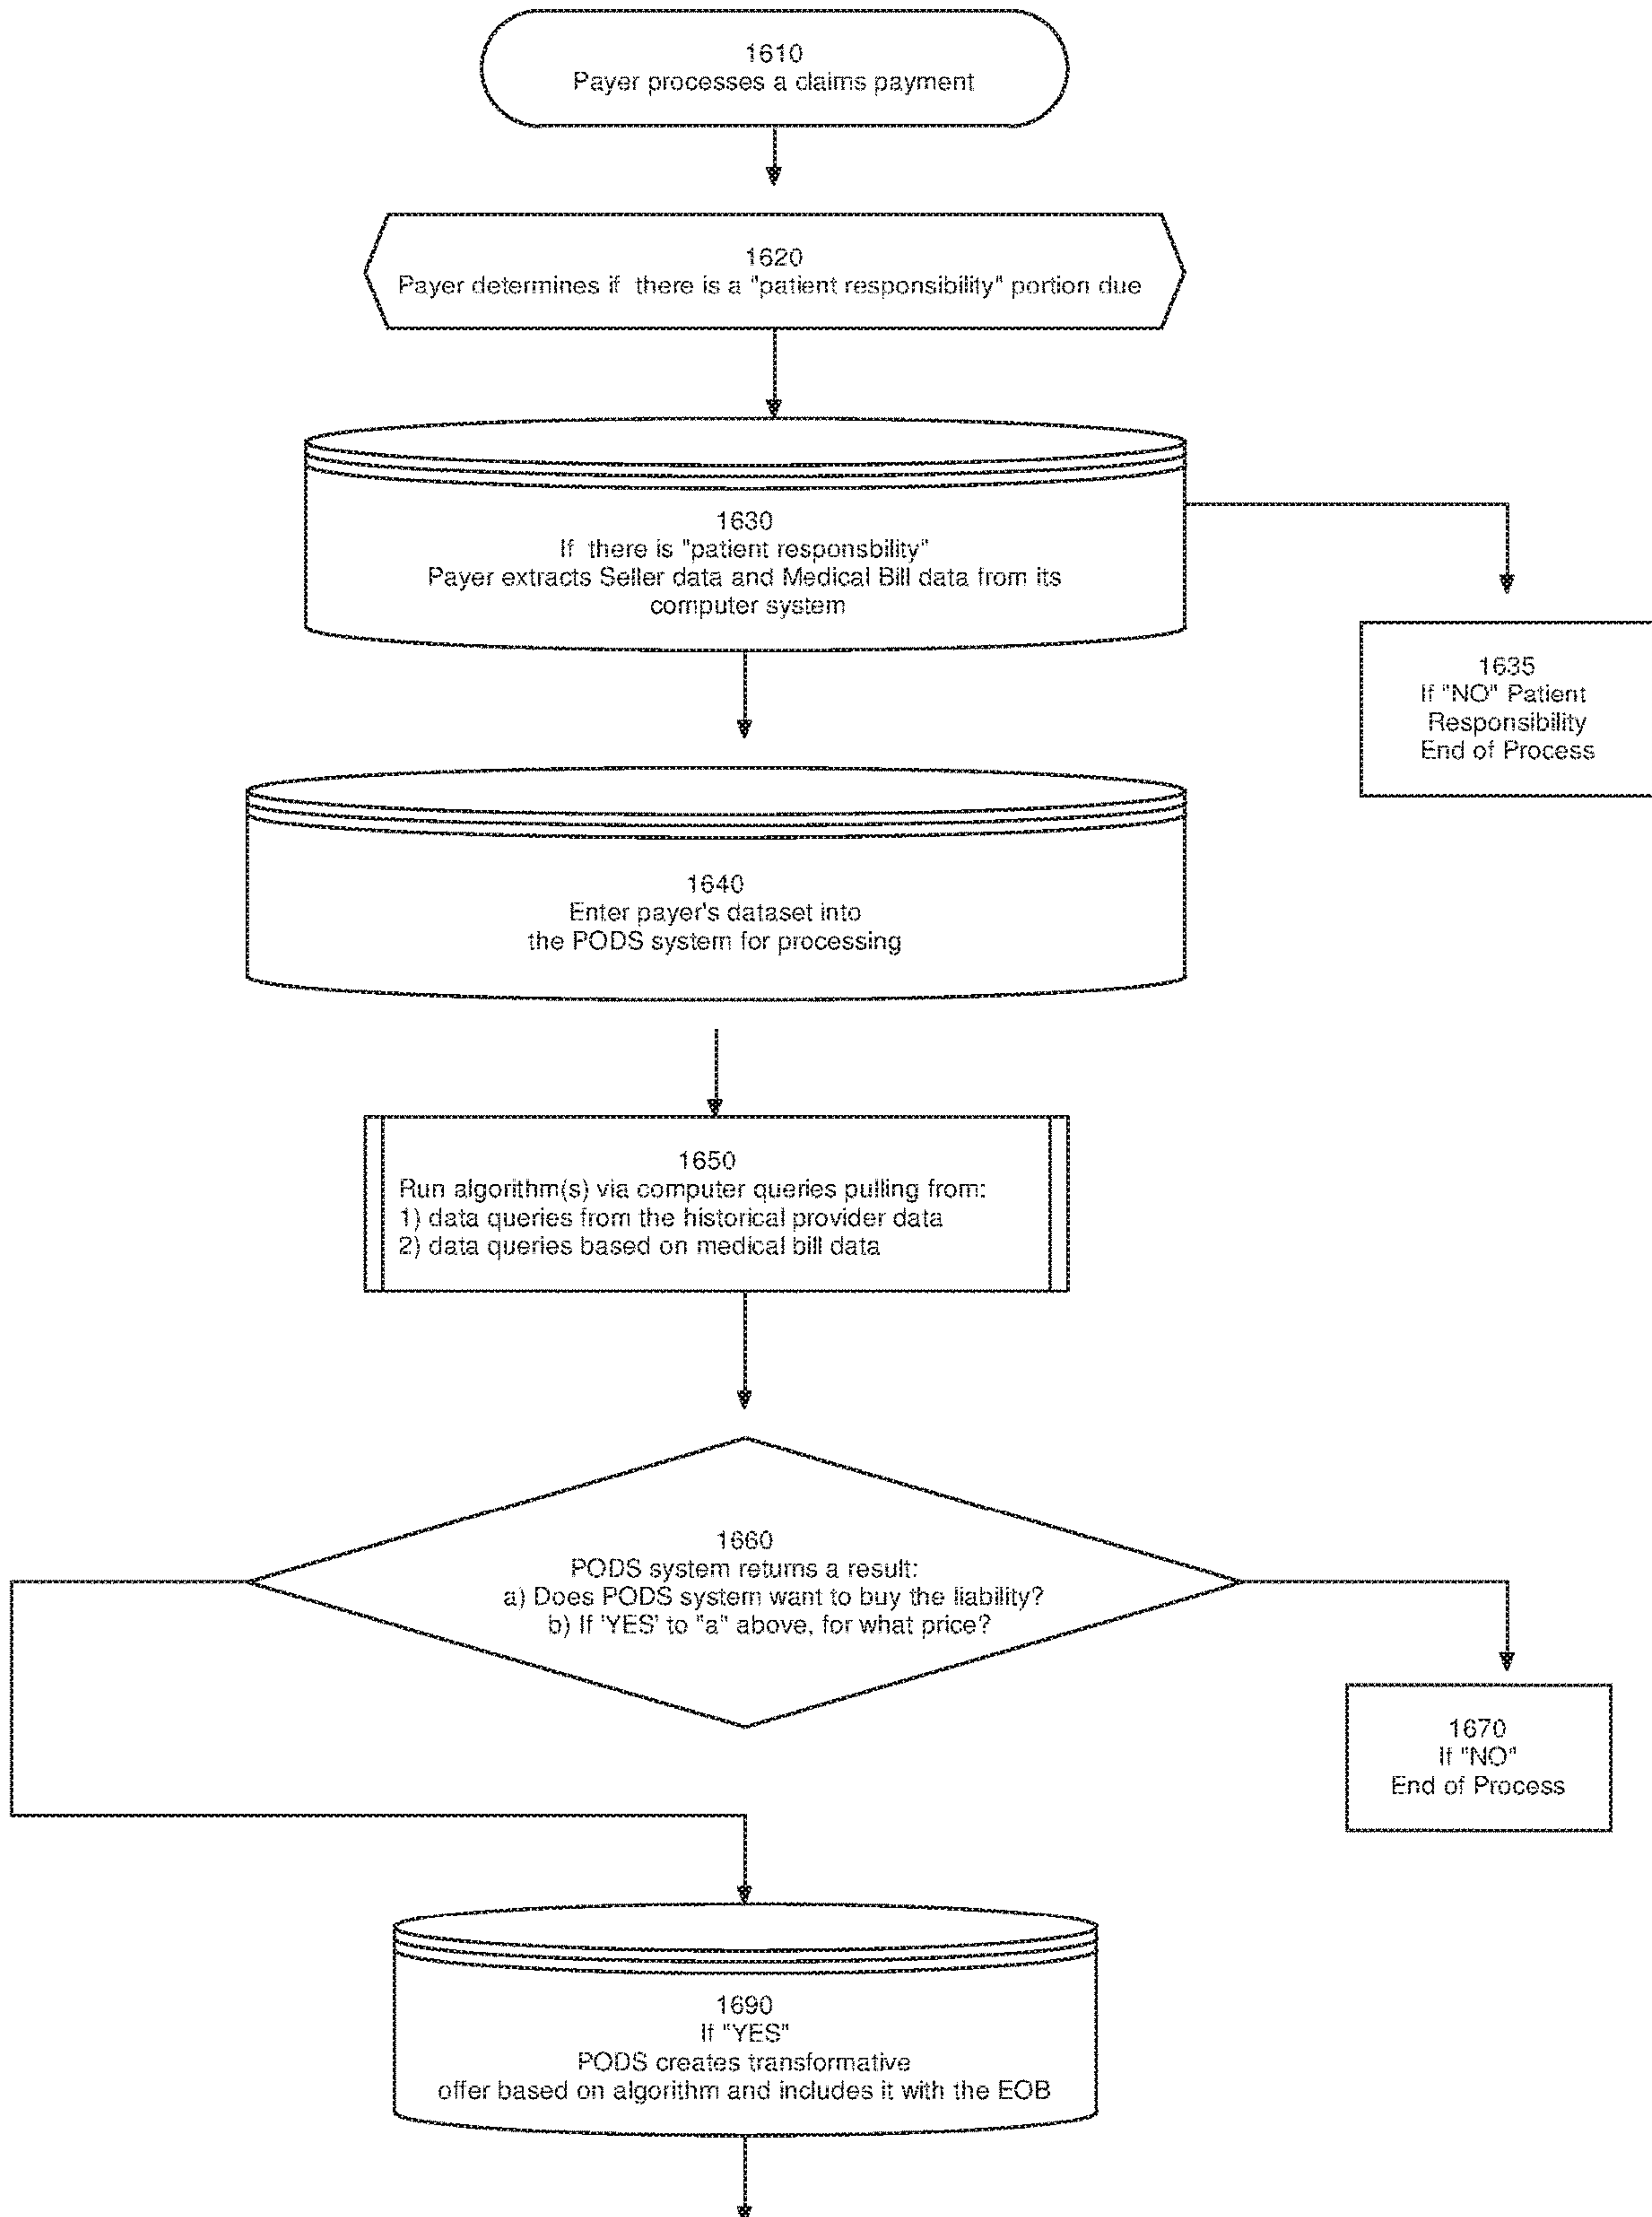 1610
Payer processes a claims payment
1620
Payer determines if there is a "patient responsibility" portion due
1630
If there is "patient responsbility"
Payer extracts Seller data and Medical Bill data from its
computer system
1635
If "NO" Patient
Responsibility
End of Process
1640
Enter payer's dataset into
the PODS system for processing
1650
Run algorithm(s) via computer queries pulling from:
1) data queries from the historical provider data
2) data queries based on medical bill data
1660
PODS system returns a result:
a) Does PODS system want to buy the liability?
b) If 'YES' to "a" above, for what price?
1670
If "NO"
End of Process
1690
If "YES"
PODS creates transformative
offer based on algorithm and includes it with the EOB